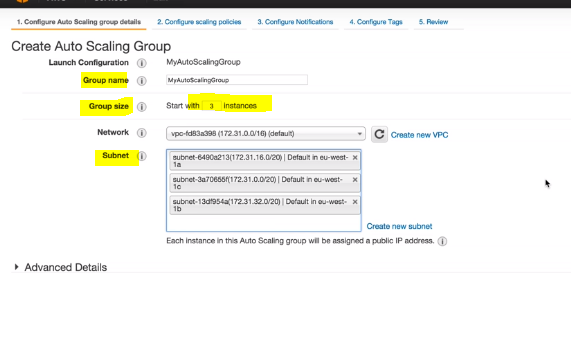 Services
1. Configure Auto Scaling group details 2. Configure scaling policies 3. Configure Notifications 4. Configure Tags 5. Review
Create Auto Scaling Group
Launch Configuration MyAutoScalingGroup
Group name MyAutoScalingGroup
Group size Start with 3 instances
Network vpc-fd83a398 (172.31.0.0/16) (default) Create new VPC
Subnet subnet-6490a213(172.31.16.0/20) | Default in eu-west-
1a
subnet-3a70655f(172.31.0.0/20) | Default in eu-west-
1c
subnet-13df954a(172.31.32.0/20) | Default in eu-west-
1b
Create new subnet
Each instance in this Auto Scaling group will be assigned a public IP address.
Advanced Details